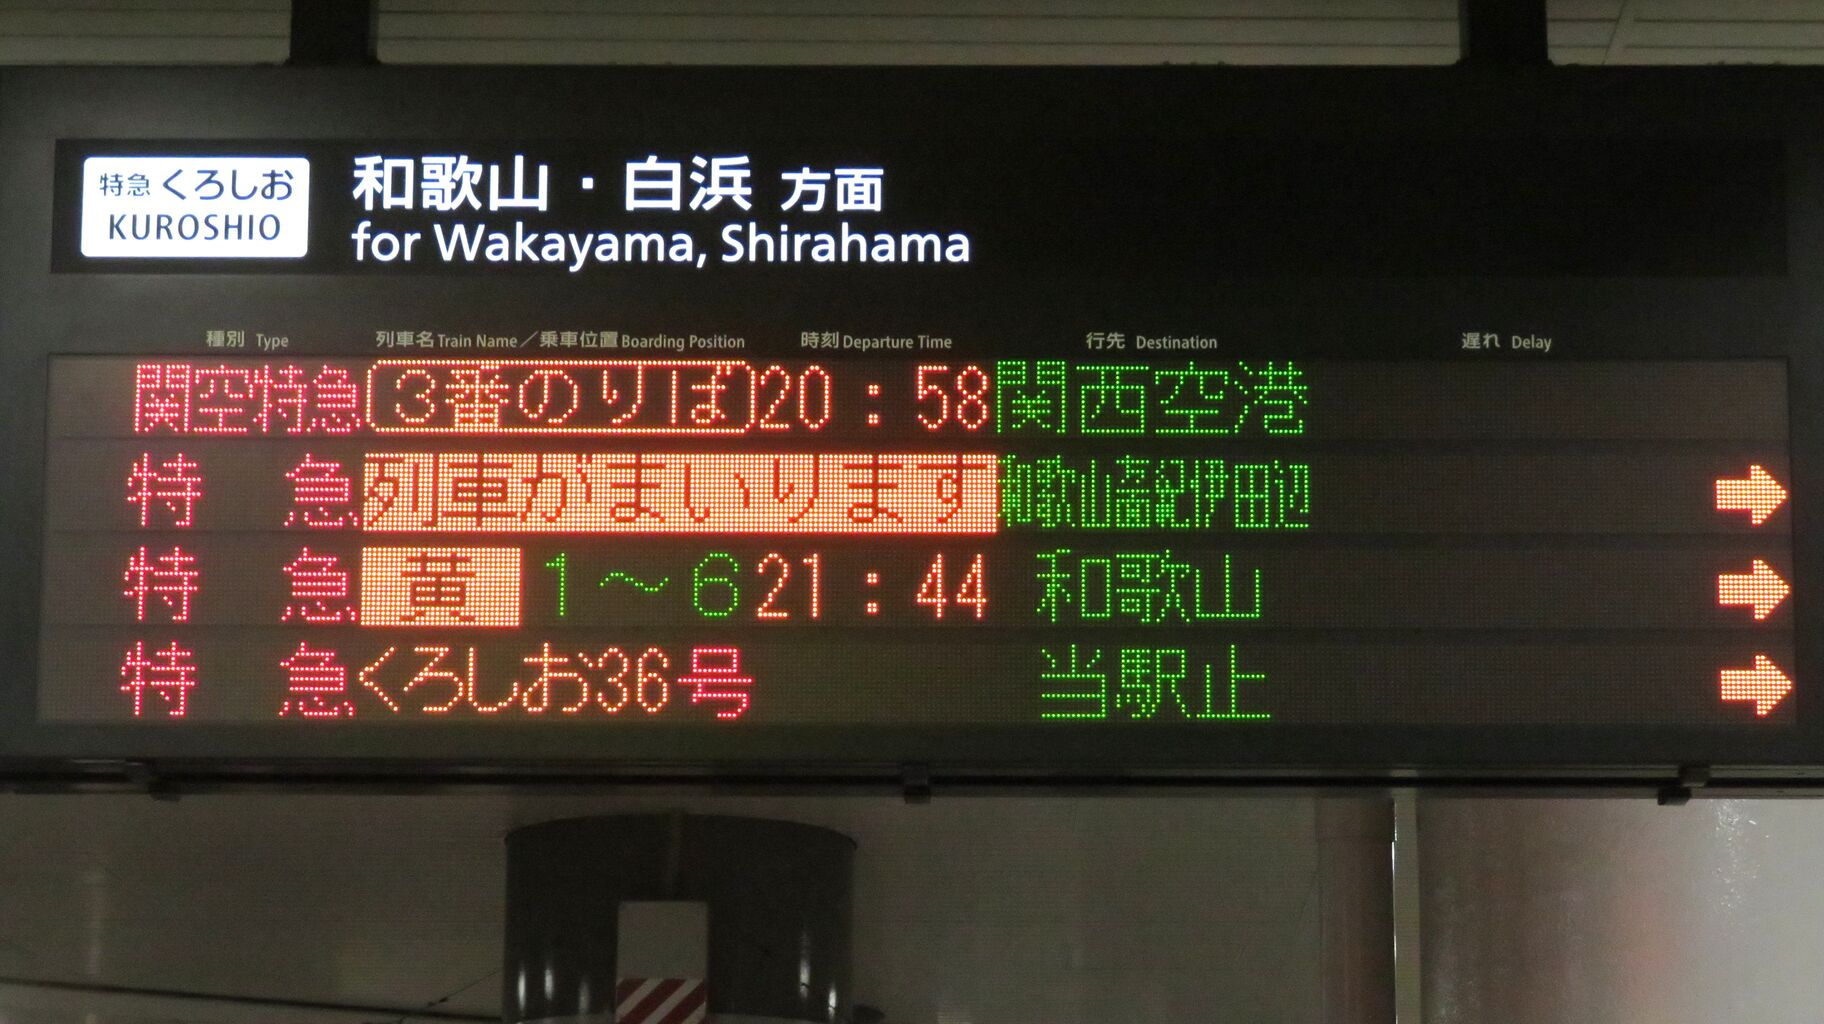 特急 くろしお
KUROSHIO
和歌山・白浜 方面
for Wakayama, Shirahama
種別 Type 列車名 Train Name／乗車位置 Boarding Position 時刻 Departure Time 行先 Destination 遅れ Delay
関空特急 3番のりば 20:58 関西空港
特急 列車がまいります 和歌山・紀伊田辺
特急 黄 1～6 21:44 和歌山
特急 くろしお36号 当駅止